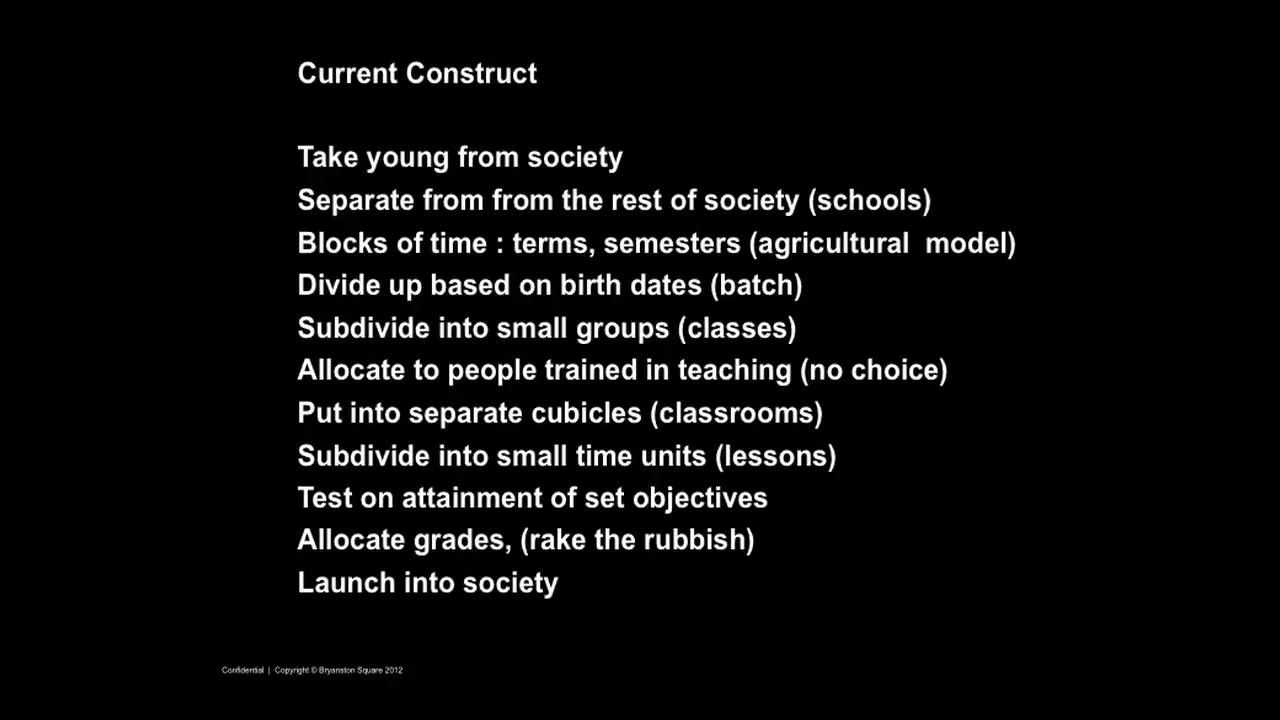 Current Construct
Take young from society
Separate from from the rest of society (schools)
Blocks of time : terms, semesters (agricultural  model)
Divide up based on birth dates (batch)
Subdivide into small groups (classes)
Allocate to people trained in teaching (no choice)
Put into separate cubicles (classrooms)
Subdivide into small time units (lessons)
Test on attainment of set objectives
Allocate grades, (rake the rubbish)
Launch into society
Confidential | Copyright © Bryanston Square 2012